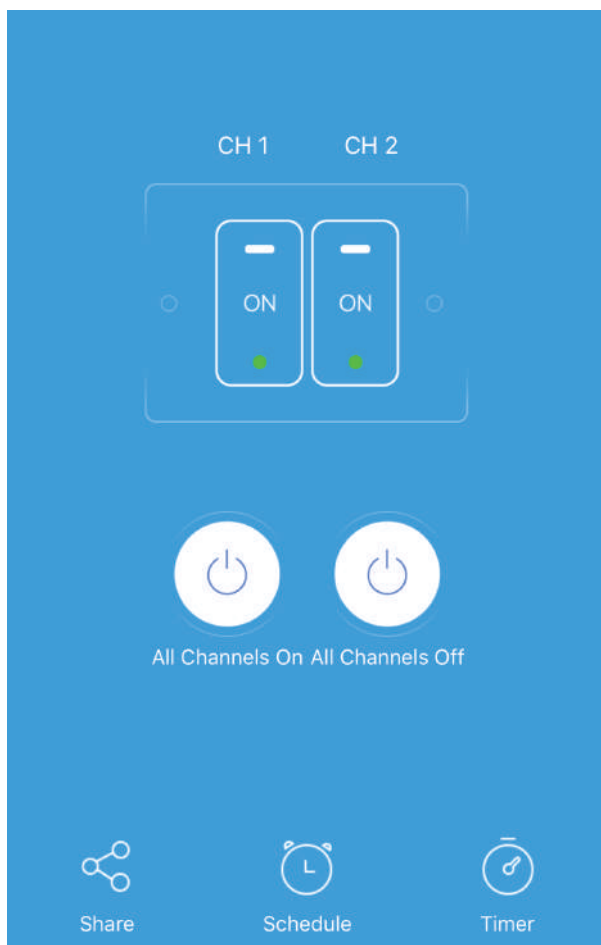 CH 1 CH 2
ON ON
All Channels On All Channels Off
Share Schedule Timer